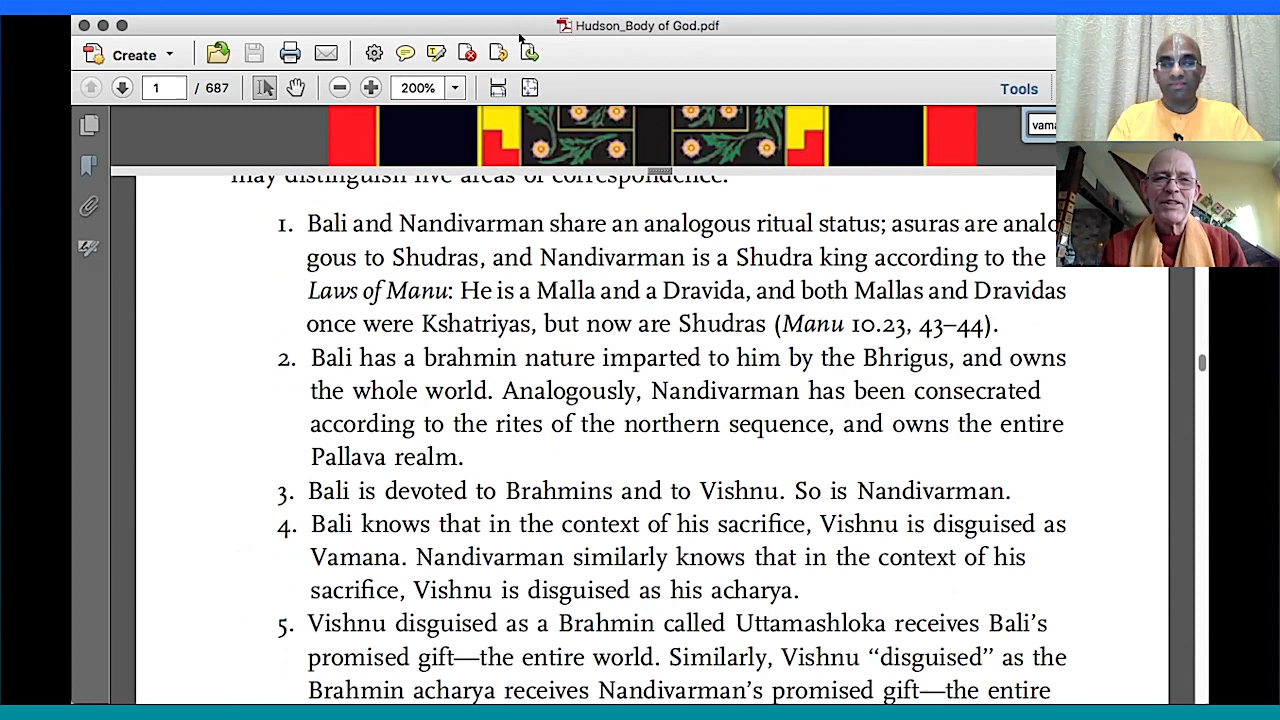 Hudson_Body of God.pdf
Create
1 / 687
200%
Tools
vama
may distinguish five areas of correspondence.
1. Bali and Nandivarman share an analogous ritual status; asuras are analo
gous to Shudras, and Nandivarman is a Shudra king according to the
Laws of Manu: He is a Malla and a Dravida, and both Mallas and Dravidas
once were Kshatriyas, but now are Shudras (Manu 10.23, 43–44).
2. Bali has a brahmin nature imparted to him by the Bhrigus, and owns
the whole world. Analogously, Nandivarman has been consecrated
according to the rites of the northern sequence, and owns the entire
Pallava realm.
3. Bali is devoted to Brahmins and to Vishnu. So is Nandivarman.
4. Bali knows that in the context of his sacrifice, Vishnu is disguised as
Vamana. Nandivarman similarly knows that in the context of his
sacrifice, Vishnu is disguised as his acharya.
5. Vishnu disguised as a Brahmin called Uttamashloka receives Bali’s
promised gift—the entire world. Similarly, Vishnu “disguised” as the
Brahmin acharya receives Nandivarman’s promised gift—the entire